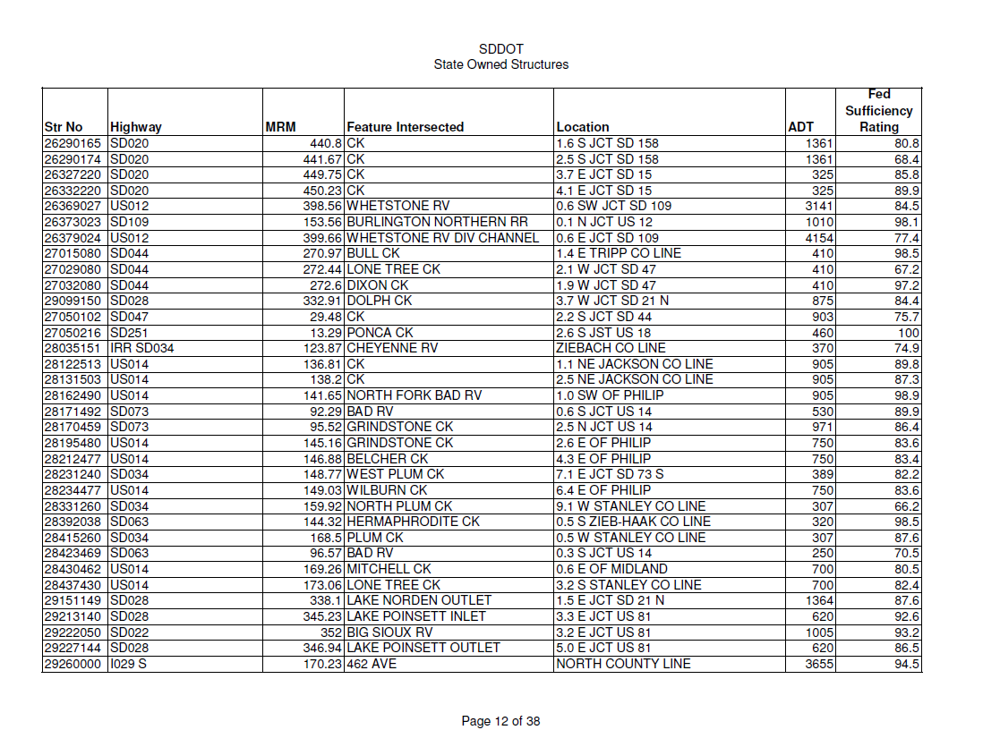 SDDOT
State Owned Structures
Str No Highway MRM Feature Intersected Location ADT Fed Sufficiency Rating
26290165 SD020 440.8 CK 1.6 S JCT SD 158 1361 80.8
26290174 SD020 441.67 CK 2.5 S JCT SD 158 1361 68.4
26327220 SD020 449.75 CK 3.7 E JCT SD 15 325 85.8
26332220 SD020 450.23 CK 4.1 E JCT SD 15 325 89.9
26369027 US012 398.56 WHETSTONE RV 0.6 SW JCT SD 109 3141 84.5
26373023 SD109 153.56 BURLINGTON NORTHERN RR 0.1 N JCT US 12 1010 98.1
26379024 US012 399.66 WHETSTONE RV DIV CHANNEL 0.6 E JCT SD 109 4154 77.4
27015080 SD044 270.97 BULL CK 1.4 E TRIPP CO LINE 410 98.5
27029080 SD044 272.44 LONE TREE CK 2.1 W JCT SD 47 410 67.2
27032080 SD044 272.6 DIXON CK 1.9 W JCT SD 47 410 97.2
29099150 SD028 332.91 DOLPH CK 3.7 W JCT SD 21 N 875 84.4
27050102 SD047 29.48 CK 2.2 S JCT SD 44 903 75.7
27050216 SD251 13.29 PONCA CK 2.6 S JST US 18 460 100
28035151 IRR SD034 123.87 CHEYENNE RV ZIEBACH CO LINE 370 74.9
28122513 US014 136.81 CK 1.1 NE JACKSON CO LINE 905 89.8
28131503 US014 138.2 CK 2.5 NE JACKSON CO LINE 905 87.3
28162490 US014 141.65 NORTH FORK BAD RV 1.0 SW OF PHILIP 905 98.9
28171492 SD073 92.29 BAD RV 0.6 S JCT US 14 530 89.9
28170459 SD073 95.52 GRINDSTONE CK 2.5 N JCT US 14 971 86.4
28195480 US014 145.16 GRINDSTONE CK 2.6 E OF PHILIP 750 83.6
28212477 US014 146.88 BELCHER CK 4.3 E OF PHILIP 750 83.4
28231240 SD034 148.77 WEST PLUM CK 7.1 E JCT SD 73 S 389 82.2
28234477 US014 149.03 WILBURN CK 6.4 E OF PHILIP 750 83.6
28331260 SD034 159.92 NORTH PLUM CK 9.1 W STANLEY CO LINE 307 66.2
28392038 SD063 144.32 HERMAPHRODITE CK 0.5 S ZIEB-HAAK CO LINE 320 98.5
28415260 SD034 168.5 PLUM CK 0.5 W STANLEY CO LINE 307 87.6
28423469 SD063 96.57 BAD RV 0.3 S JCT US 14 250 70.5
28430462 US014 169.26 MITCHELL CK 0.6 E OF MIDLAND 700 80.5
28437430 US014 173.06 LONE TREE CK 3.2 S STANLEY CO LINE 700 82.4
29151149 SD028 338.1 LAKE NORDEN OUTLET 1.5 E JCT SD 21 N 1364 87.6
29213140 SD028 345.23 LAKE POINSETT INLET 3.3 E JCT US 81 620 92.6
29222050 SD022 352 BIG SIOUX RV 3.2 E JCT US 81 1005 93.2
29227144 SD028 346.94 LAKE POINSETT OUTLET 5.0 E JCT US 81 620 86.5
29260000 I029 S 170.23 462 AVE NORTH COUNTY LINE 3655 94.5
Page 12 of 38